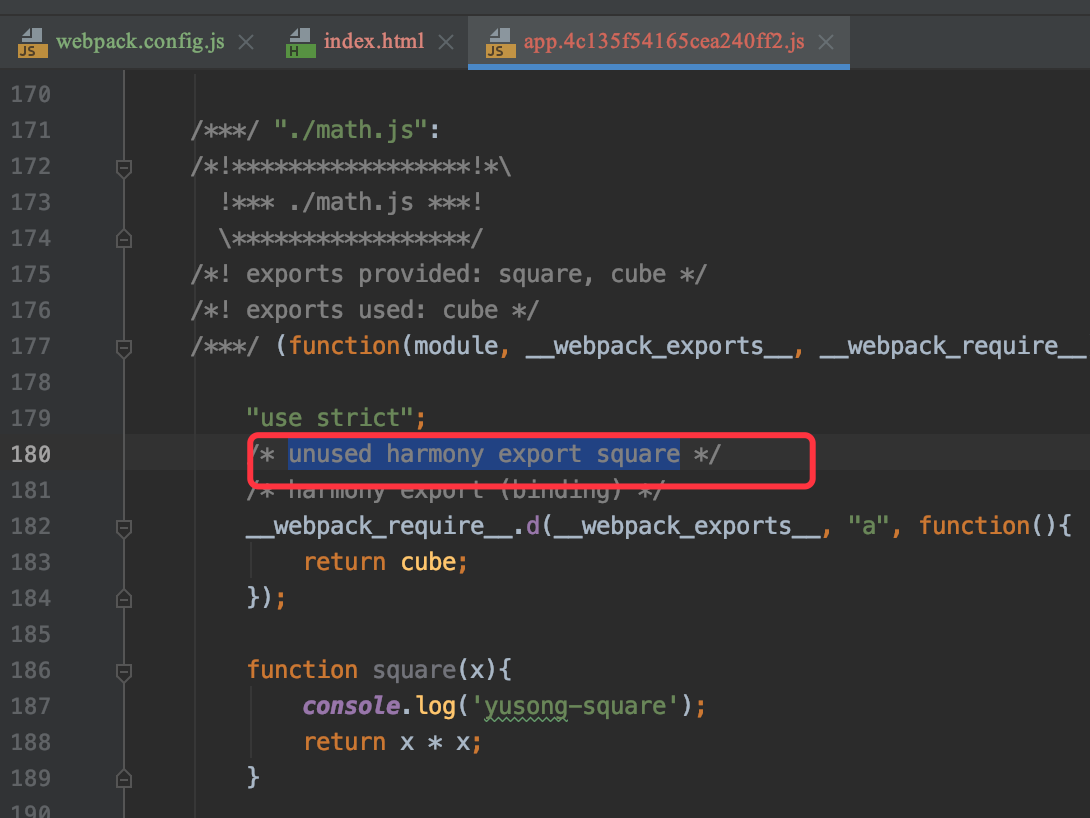 JS webpack.config.js
H index.html
JS app.4c135f54165cea240ff2.js
170
171 /***/ "./math.js":
172 /*!*****************!*\
173   !*** ./math.js ***!
174   \*****************/
175 /*! exports provided: square, cube */
176 /*! exports used: cube */
177 /***/ (function(module, __webpack_exports__, __webpack_require__
178
179     "use strict";
180     /* unused harmony export square */
181     /* harmony export (binding) */
182     __webpack_require__.d(__webpack_exports__, "a", function(){
183         return cube;
184     });
185
186     function square(x){
187         console.log('yusong-square');
188         return x * x;
189     }
190